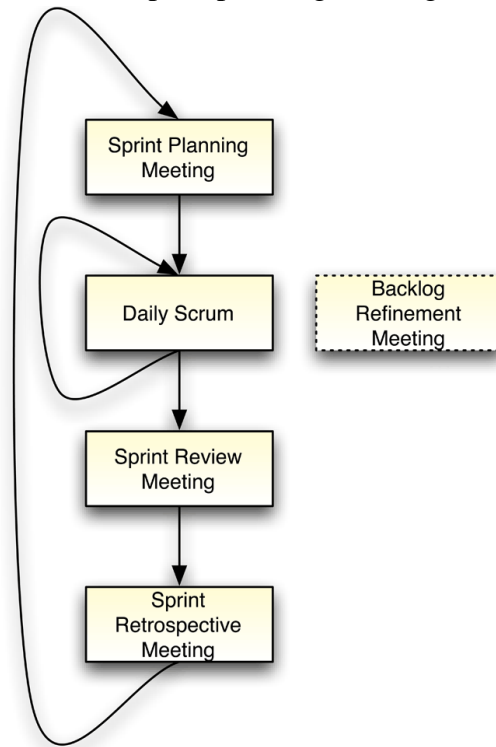 Sprint Planning
Meeting
Daily Scrum
Backlog
Refinement
Meeting
Sprint Review
Meeting
Sprint
Retrospective
Meeting